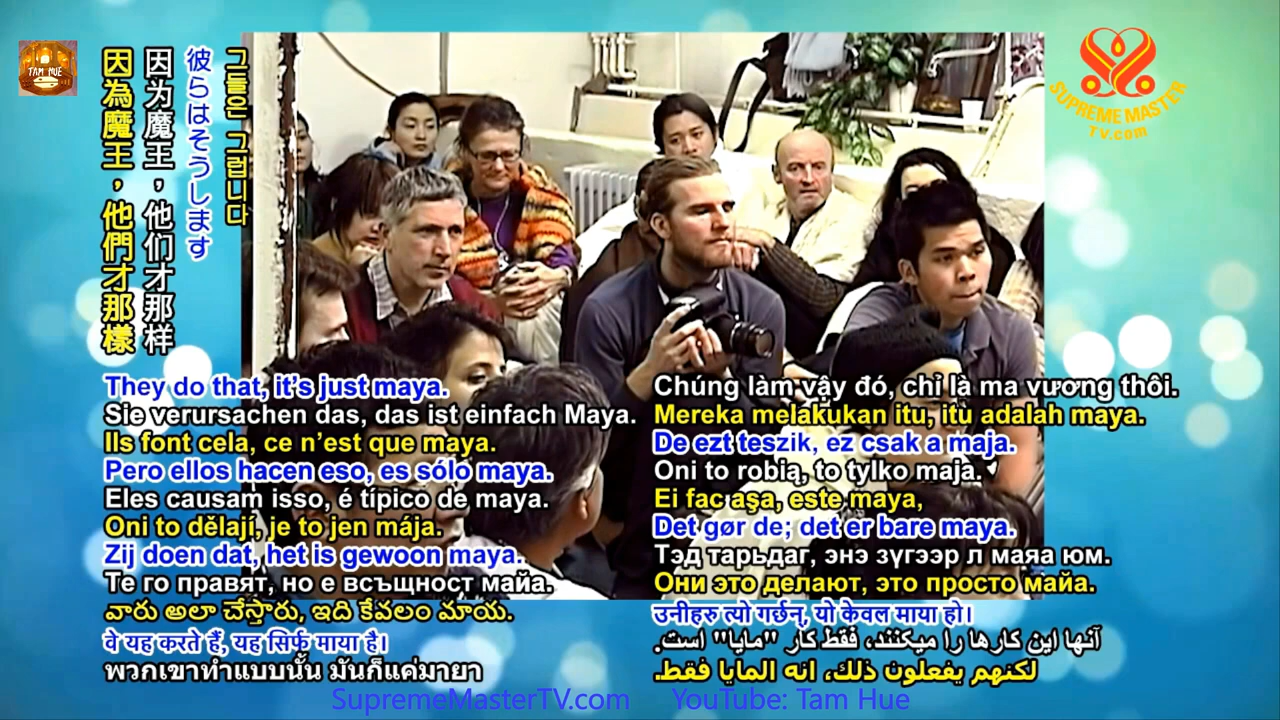 TAM HUE
因為魔王，他們才那樣
因为魔王，他们才那样
彼らはそうします
그들은 그럽니다
SUPREME MASTER
TV.com
They do that, it's just maya.
Sie verursachen das, das ist einfach Maya.
Ils font cela, ce n'est que maya.
Pero ellos hacen eso, es sólo maya.
Eles causam isso, é típico de maya.
Oni to dělají, je to jen mája.
Zij doen dat, het is gewoon maya.
Те го правят, но е всъщност майа.
వారు అలా చేస్తారు, ఇది కేవలం మాయ.
वे यह करते हैं, यह सिर्फ माया है।
พวกเขาทำแบบนั้น มันก็แค่มายา
Chúng làm vậy đó, chỉ là ma vương thôi.
Mereka melakukan itu, itu adalah maya.
De ezt teszik, ez csak a maja.
Oni to robią, to tylko maja.
Ei fac aşa, este maya,
Det gør de; det er bare maya.
Тэд тарьдаг, энэ зүгээр л маяа юм.
Они это делают, это просто майа.
उनीहरु त्यो गर्छन्, यो केवल माया हो।
آنها این کارها را میکنند، فقط کار "مایا" است.
لكنهم يفعلون ذلك، انه المايا فقط.
SupremeMasterTV.com YouTube: Tam Hue